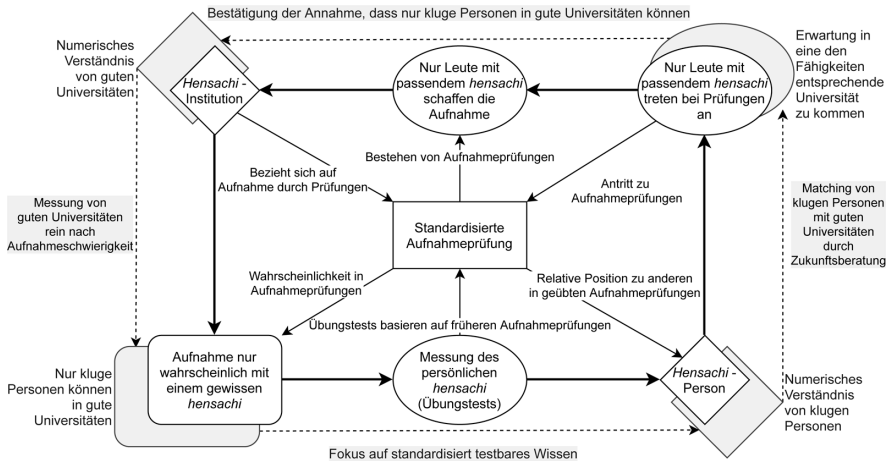 Bestätigung der Annahme, dass nur kluge Personen in gute Universitäten können
Numerisches
Verständnis
von guten
Universitäten
Hensachi -
Institution
Nur Leute mit
passendem hensachi
schaffen die
Aufnahme
Nur Leute mit
passendem hensachi
treten bei Prüfungen
an
Erwartung in
eine den
Fähigkeiten
entsprechende
Universität
zu kommen
Bezieht sich auf
Aufnahme durch Prüfungen
Bestehen von Aufnahmeprüfungen
Antritt zu
Aufnahmeprüfungen
Messung von
guten Universitäten
rein nach
Aufnahmeschwierigkeit
Standardisierte
Aufnahmeprüfung
Matching von
klugen Personen
mit guten
Universitäten
durch
Zukunftsberatung
Wahrscheinlichkeit in
Aufnahmeprüfungen
Relative Position zu anderen
in geübten Aufnahmeprüfungen
Übungstests basieren auf früheren Aufnahmeprüfungen
Nur kluge
Personen können
in gute
Universitäten
Aufnahme nur
wahrscheinlich mit
einem gewissen
hensachi
Messung des
persönlichen
hensachi
(Übungstests)
Hensachi -
Person
Numerisches
Verständnis
von klugen
Personen
Fokus auf standardisiert testbares Wissen